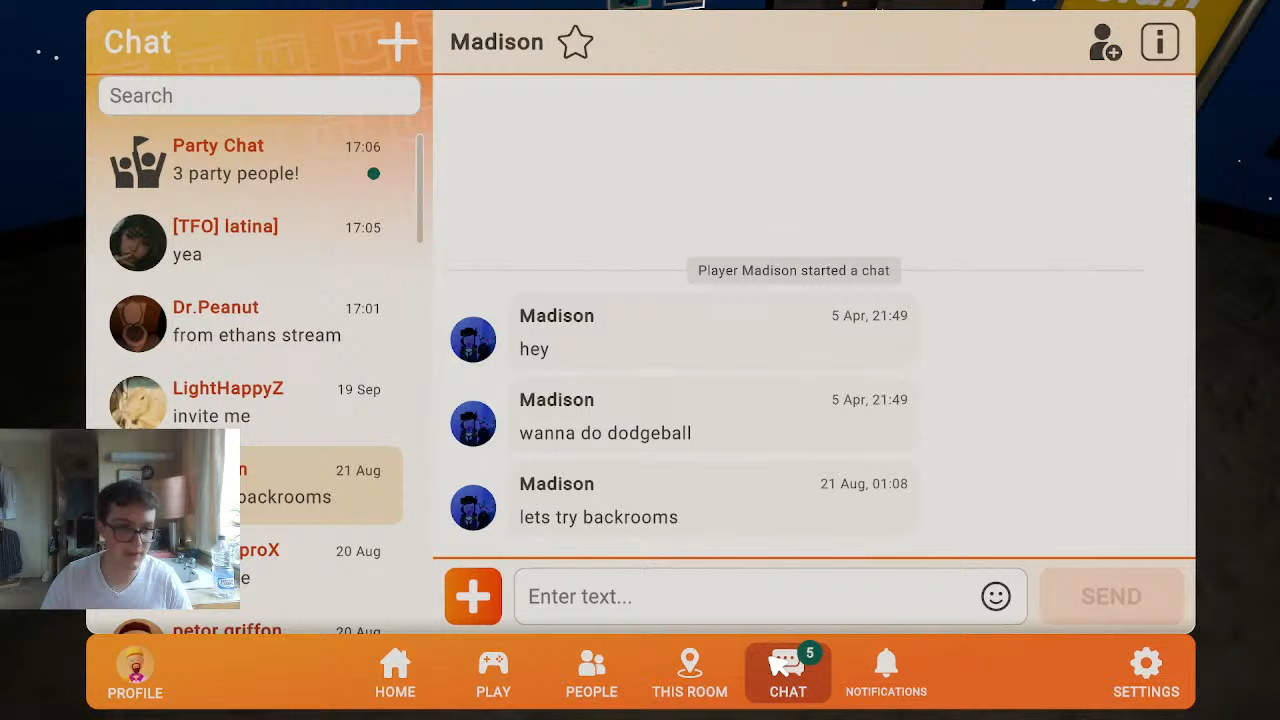 Chat
Search
Party Chat 17:06
3 party people!
[TFO] latina] 17:05
yea
Dr.Peanut 17:01
from ethans stream
LightHappyZ 19 Sep
invite me
n 21 Aug
backrooms
proX 20 Aug
e
petor griffon 20 Aug
Madison
Player Madison started a chat
Madison 5 Apr, 21:49
hey
Madison 5 Apr, 21:49
wanna do dodgeball
Madison 21 Aug, 01:08
lets try backrooms
Enter text...
SEND
PROFILE
HOME
PLAY
PEOPLE
THIS ROOM
CHAT
5
NOTIFICATIONS
SETTINGS